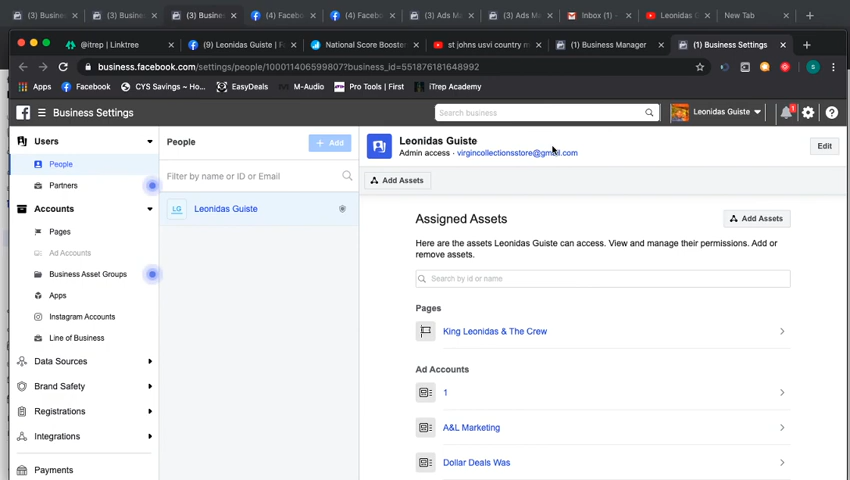 (3) Busine
(3) Busine
(3) Busine
(4) Facebo
(4) Facebo
(3) Ads Ma
(3) Ads Ma
Inbox (1)
Leonidas G
New Tab
@itrep | Linktree
(9) Leonidas Guiste | F
National Score Booster
st johns usvi country m
(1) Business Manager
(1) Business Settings
business.facebook.com/settings/people/100011406599807?business_id=551876181648992
Apps
Facebook
CYS Savings ~ Ho...
EasyDeals
M-Audio
Pro Tools | First
iTrep Academy
Business Settings
Search business
Leonidas Guiste
Users
People
Partners
Accounts
Pages
Ad Accounts
Business Asset Groups
Apps
Instagram Accounts
Line of Business
Data Sources
Brand Safety
Registrations
Integrations
Payments
People
+ Add
Filter by name or ID or Email
LG
Leonidas Guiste
Leonidas Guiste
Admin access · virgincollectionsstore@gmail.com
Edit
Add Assets
Assigned Assets
Add Assets
Here are the assets Leonidas Guiste can access. View and manage their permissions. Add or
remove assets.
Search by id or name
Pages
King Leonidas & The Crew
Ad Accounts
1
A&L Marketing
Dollar Deals Was